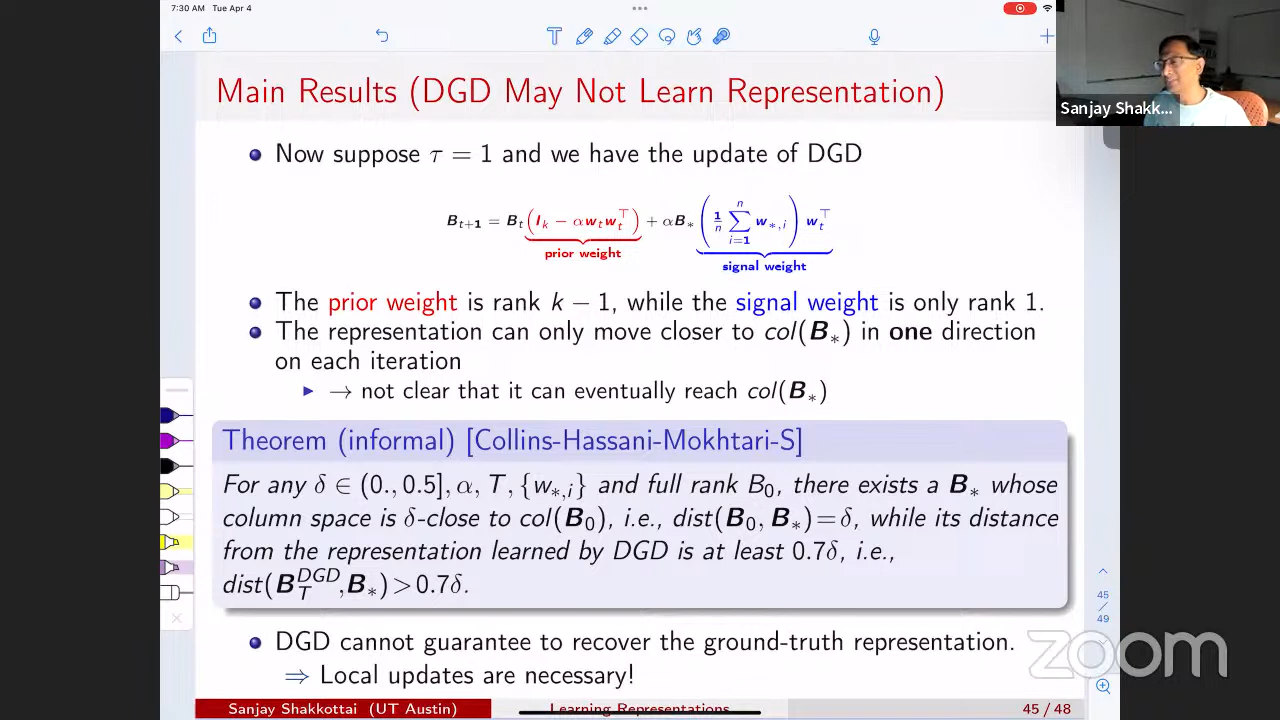 7:30 AM Tue Apr 4
Sanjay Shakk...
Main Results (DGD May Not Learn Representation)
Now suppose τ = 1 and we have the update of DGD
B_{t+1} = B_t (I_k − αw_t w_t^⊤) + αB_* (1/n ∑_{i=1}^n w_{*,i}) w_t^⊤
prior weight
signal weight
The prior weight is rank k − 1, while the signal weight is only rank 1.
The representation can only move closer to col(B_*) in one direction
on each iteration
→ not clear that it can eventually reach col(B_*)
Theorem (informal) [Collins-Hassani-Mokhtari-S]
For any δ ∈ (0., 0.5], α, T, {w_{*,i}} and full rank B_0, there exists a B_* whose
column space is δ-close to col(B_0), i.e., dist(B_0, B_*)=δ, while its distance
from the representation learned by DGD is at least 0.7δ, i.e.,
dist(B_T^{DGD},B_*)>0.7δ.
DGD cannot guarantee to recover the ground-truth representation.
⇒ Local updates are necessary!
45
/
49
zoom
Sanjay Shakkottai (UT Austin) Learning Representations 45 / 48